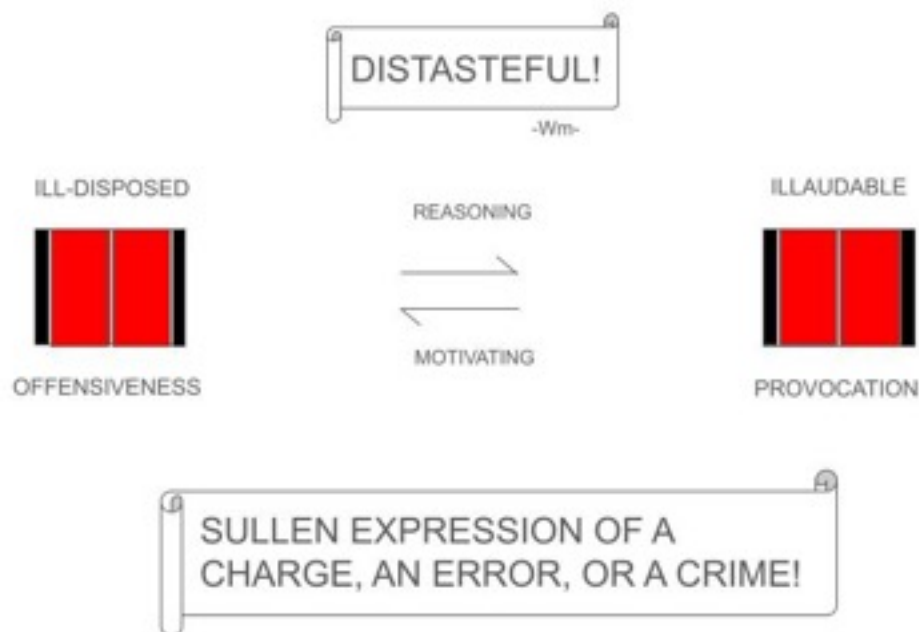 DISTASTEFUL!
-Wm-
ILL-DISPOSED
ILLAUDABLE
REASONING
MOTIVATING
OFFENSIVENESS
PROVOCATION
SULLEN EXPRESSION OF A
CHARGE, AN ERROR, OR A CRIME!